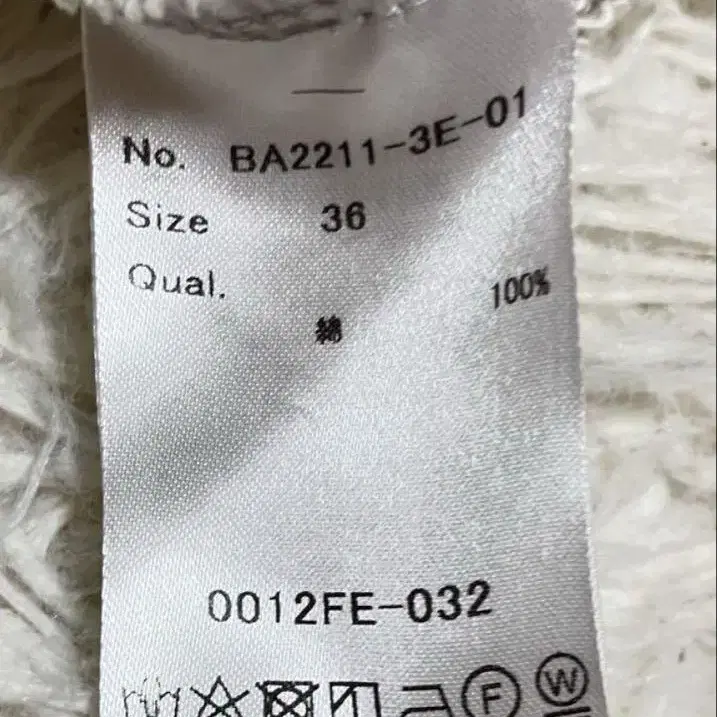 No. BA2211-3E-01
Size 36
Qual.
綿 100%
0012FE-032
F W